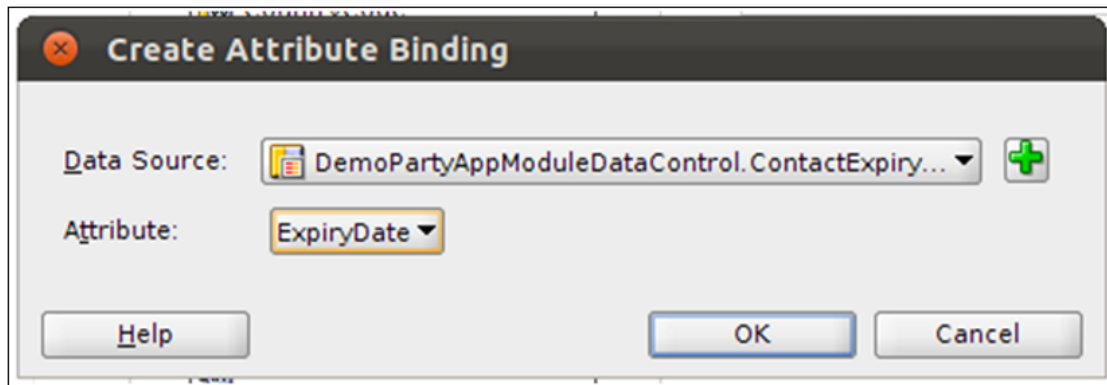 Create Attribute Binding
Data Source: DemoPartyAppModuleDataControl.ContactExpiry...
Attribute: ExpiryDate
Help OK Cancel